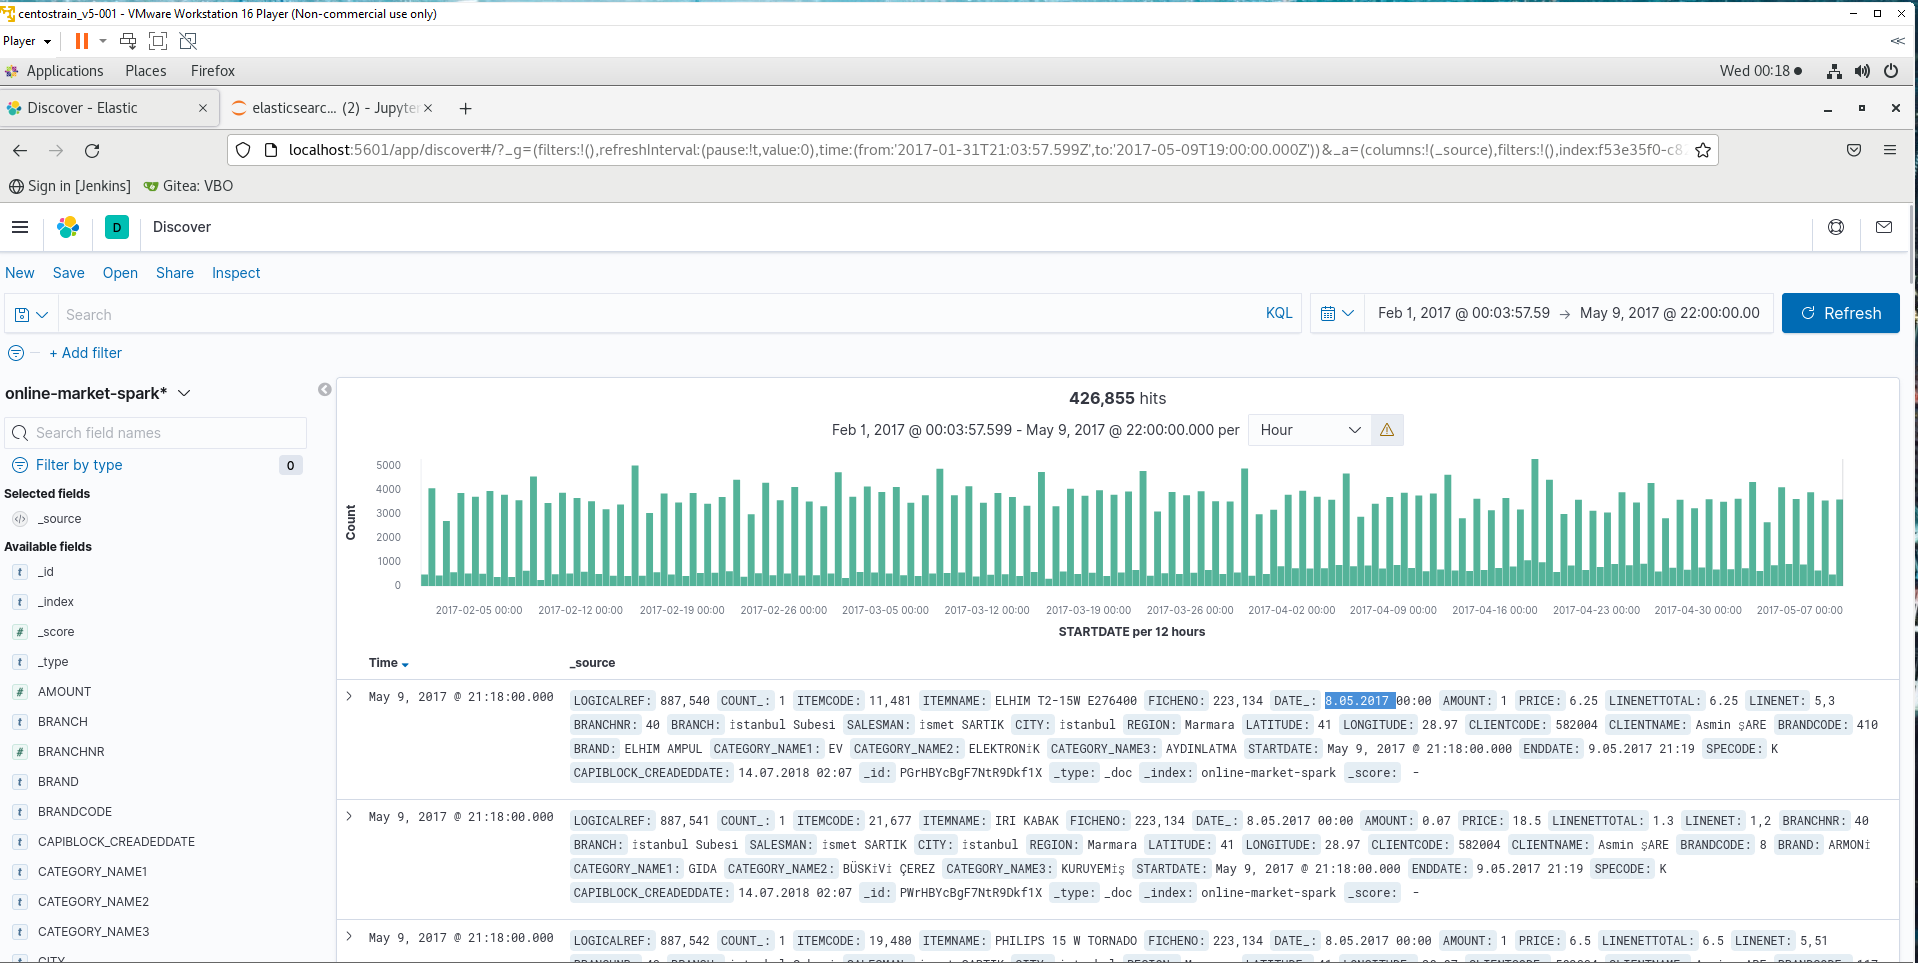 centostrain_v5-001 - VMware Workstation 16 Player (Non-commercial use only)
Player
Applications Places Firefox Wed 00:18
Discover - Elastic elasticsearc... (2) - Jupyte
localhost:5601/app/discover#/?_g=(filters:!(),refreshInterval:(pause:!t,value:0),time:(from:'2017-01-31T21:03:57.599Z',to:'2017-05-09T19:00:00.000Z'))&_a=(columns:!(_source),filters:!(),index:f53e35f0-c8
Sign in [Jenkins] Gitea: VBO
D Discover
New Save Open Share Inspect
Search KQL Feb 1, 2017 @ 00:03:57.59 → May 9, 2017 @ 22:00:00.00 Refresh
+ Add filter
online-market-spark*
Search field names
Filter by type 0
Selected fields
_source
Available fields
_id
_index
_score
_type
AMOUNT
BRANCH
BRANCHNR
BRAND
BRANDCODE
CAPIBLOCK_CREADEDDATE
CATEGORY_NAME1
CATEGORY_NAME2
CATEGORY_NAME3
CITY
426,855 hits
Feb 1, 2017 @ 00:03:57.599 - May 9, 2017 @ 22:00:00.000 per Hour
Count
5000
4000
3000
2000
1000
0
2017-02-05 00:00 2017-02-12 00:00 2017-02-19 00:00 2017-02-26 00:00 2017-03-05 00:00 2017-03-12 00:00 2017-03-19 00:00 2017-03-26 00:00 2017-04-02 00:00 2017-04-09 00:00 2017-04-16 00:00 2017-04-23 00:00 2017-04-30 00:00 2017-05-07 00:00
STARTDATE per 12 hours
Time _source
May 9, 2017 @ 21:18:00.000 LOGICALREF: 887,540 COUNT_: 1 ITEMCODE: 11,481 ITEMNAME: ELHIM T2-15W E276400 FICHENO: 223,134 DATE_: 8.05.2017 00:00 AMOUNT: 1 PRICE: 6.25 LINENETTOTAL: 6.25 LINENET: 5,3
BRANCHNR: 40 BRANCH: İstanbul Subesi SALESMAN: İsmet SARTIK CITY: İstanbul REGION: Marmara LATITUDE: 41 LONGITUDE: 28.97 CLIENTCODE: 582004 CLIENTNAME: Asmin ŞARE BRANDCODE: 410
BRAND: ELHIM AMPUL CATEGORY_NAME1: EV CATEGORY_NAME2: ELEKTRONİK CATEGORY_NAME3: AYDINLATMA STARTDATE: May 9, 2017 @ 21:18:00.000 ENDDATE: 9.05.2017 21:19 SPECODE: K
CAPIBLOCK_CREADEDDATE: 14.07.2018 02:07 _id: PGrHBYcBgF7NtR9Dkf1X _type: _doc _index: online-market-spark _score: -
May 9, 2017 @ 21:18:00.000 LOGICALREF: 887,541 COUNT_: 1 ITEMCODE: 21,677 ITEMNAME: IRI KABAK FICHENO: 223,134 DATE_: 8.05.2017 00:00 AMOUNT: 0.07 PRICE: 18.5 LINENETTOTAL: 1.3 LINENET: 1,2 BRANCHNR: 40
BRANCH: İstanbul Subesi SALESMAN: İsmet SARTIK CITY: İstanbul REGION: Marmara LATITUDE: 41 LONGITUDE: 28.97 CLIENTCODE: 582004 CLIENTNAME: Asmin ŞARE BRANDCODE: 8 BRAND: ARMONİ
CATEGORY_NAME1: GIDA CATEGORY_NAME2: BÜSKİVİ ÇEREZ CATEGORY_NAME3: KURUYEMİŞ STARTDATE: May 9, 2017 @ 21:18:00.000 ENDDATE: 9.05.2017 21:19 SPECODE: K
CAPIBLOCK_CREADEDDATE: 14.07.2018 02:07 _id: PWrHBYcBgF7NtR9Dkf1X _type: _doc _index: online-market-spark _score: -
May 9, 2017 @ 21:18:00.000 LOGICALREF: 887,542 COUNT_: 1 ITEMCODE: 19,480 ITEMNAME: PHILIPS 15 W TORNADO FICHENO: 223,134 DATE_: 8.05.2017 00:00 AMOUNT: 1 PRICE: 6.5 LINENETTOTAL: 6.5 LINENET: 5,51